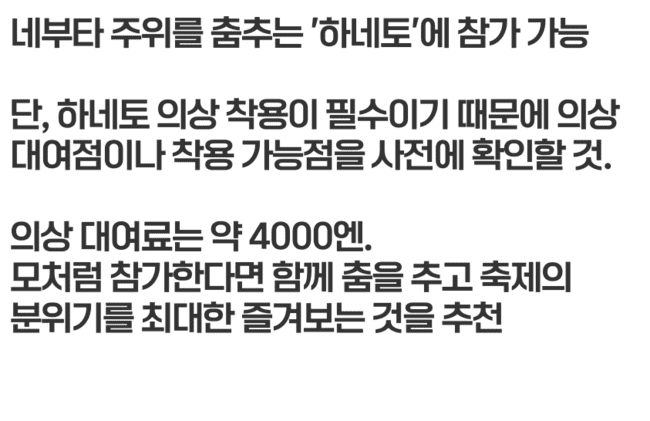 네부타 주위를 춤추는 '하네토'에 참가 가능
단, 하네토 의상 착용이 필수이기 때문에 의상
대여점이나 착용 가능점을 사전에 확인할 것.
의상 대여료는 약 4000엔.
모처럼 참가한다면 함께 춤을 추고 축제의
분위기를 최대한 즐겨보는 것을 추천